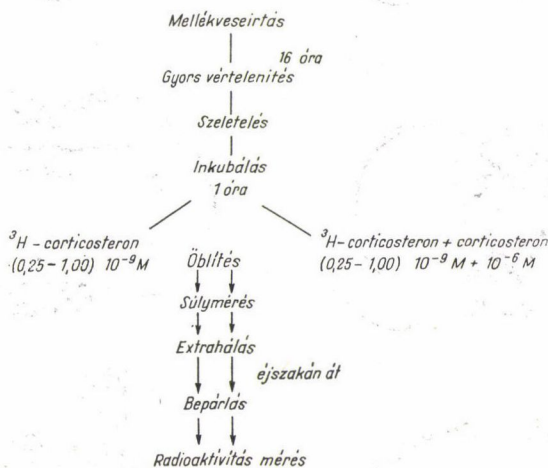 Mellékveseirtás
16 óra
Gyors vértelenítés
Szeletelés
Inkubálás
1 óra
³H – corticosteron
(0,25 – 1,00) 10⁻⁹ M
³H – corticosteron + corticosteron
(0,25 – 1,00) 10⁻⁹ M + 10⁻⁶ M
Öblítés
Súlymérés
Extrahálás
éjszakán át
Bepárlás
Radioaktivitás mérés